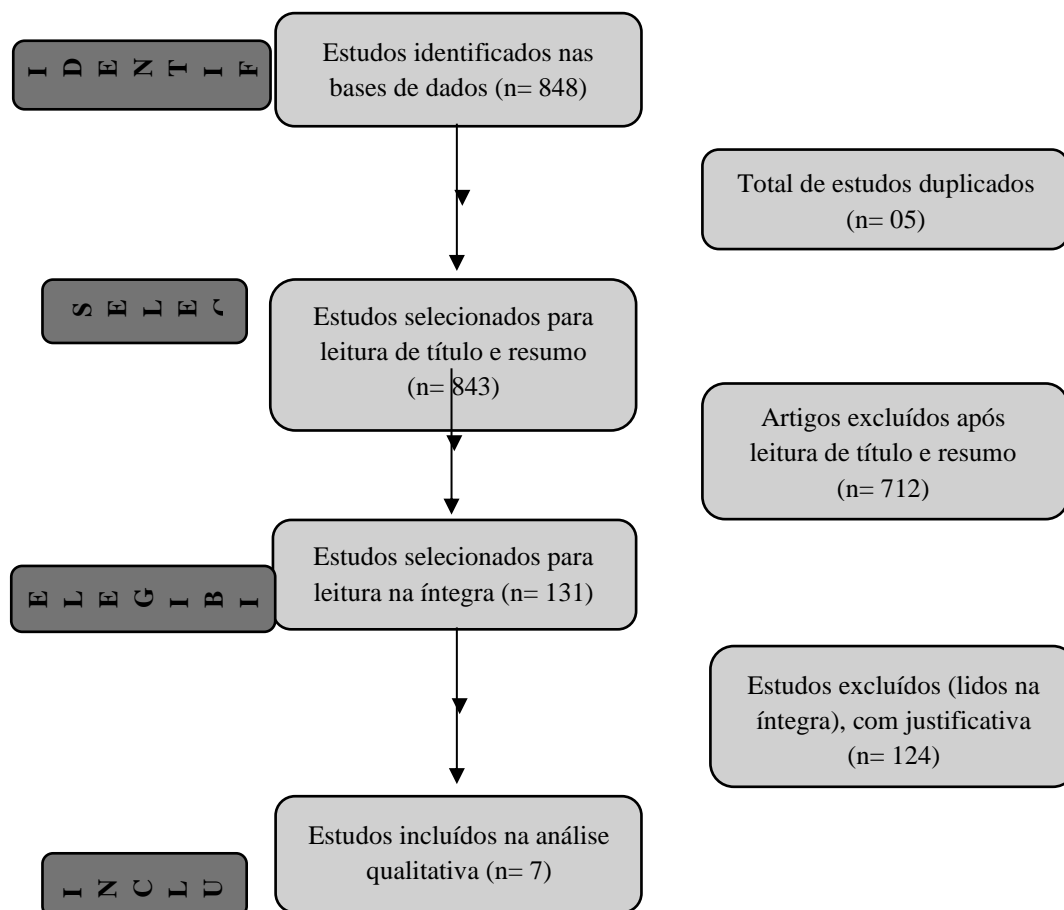 I D E N T I F
Estudos identificados nas
bases de dados (n= 848)
Total de estudos duplicados
(n= 05)
S E L E
Estudos selecionados para
leitura de título e resumo
(n= 843)
Artigos excluídos após
leitura de título e resumo
(n= 712)
E L E G I B I
Estudos selecionados para
leitura na íntegra (n= 131)
Estudos excluídos (lidos na
íntegra), com justificativa
(n= 124)
I N C L U
Estudos incluídos na análise
qualitativa (n= 7)